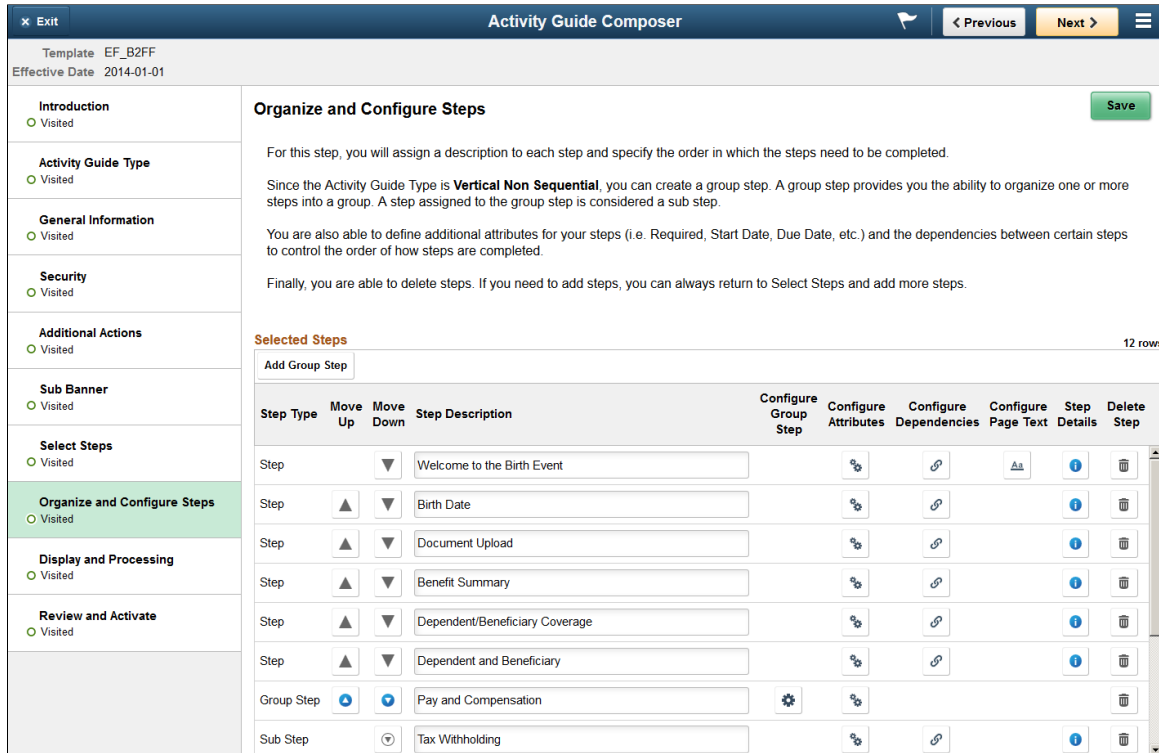 × Exit
Activity Guide Composer
Previous
Next
Template EF_B2FF
Effective Date 2014-01-01
Introduction
Visited
Activity Guide Type
Visited
General Information
Visited
Security
Visited
Additional Actions
Visited
Sub Banner
Visited
Select Steps
Visited
Organize and Configure Steps
Visited
Display and Processing
Visited
Review and Activate
Visited
Organize and Configure Steps
Save
For this step, you will assign a description to each step and specify the order in which the steps need to be completed.
Since the Activity Guide Type is Vertical Non Sequential, you can create a group step. A group step provides you the ability to organize one or more
steps into a group. A step assigned to the group step is considered a sub step.
You are also able to define additional attributes for your steps (i.e. Required, Start Date, Due Date, etc.) and the dependencies between certain steps
to control the order of how steps are completed.
Finally, you are able to delete steps. If you need to add steps, you can always return to Select Steps and add more steps.
Selected Steps
12 rows
Add Group Step
Step Type
Move Up
Move Down
Step Description
Configure Group Step
Configure Attributes
Configure Dependencies
Configure Page Text
Step Details
Delete Step
Step Welcome to the Birth Event Aa
Step Birth Date
Step Document Upload
Step Benefit Summary
Step Dependent/Beneficiary Coverage
Step Dependent and Beneficiary
Group Step Pay and Compensation
Sub Step Tax Withholding